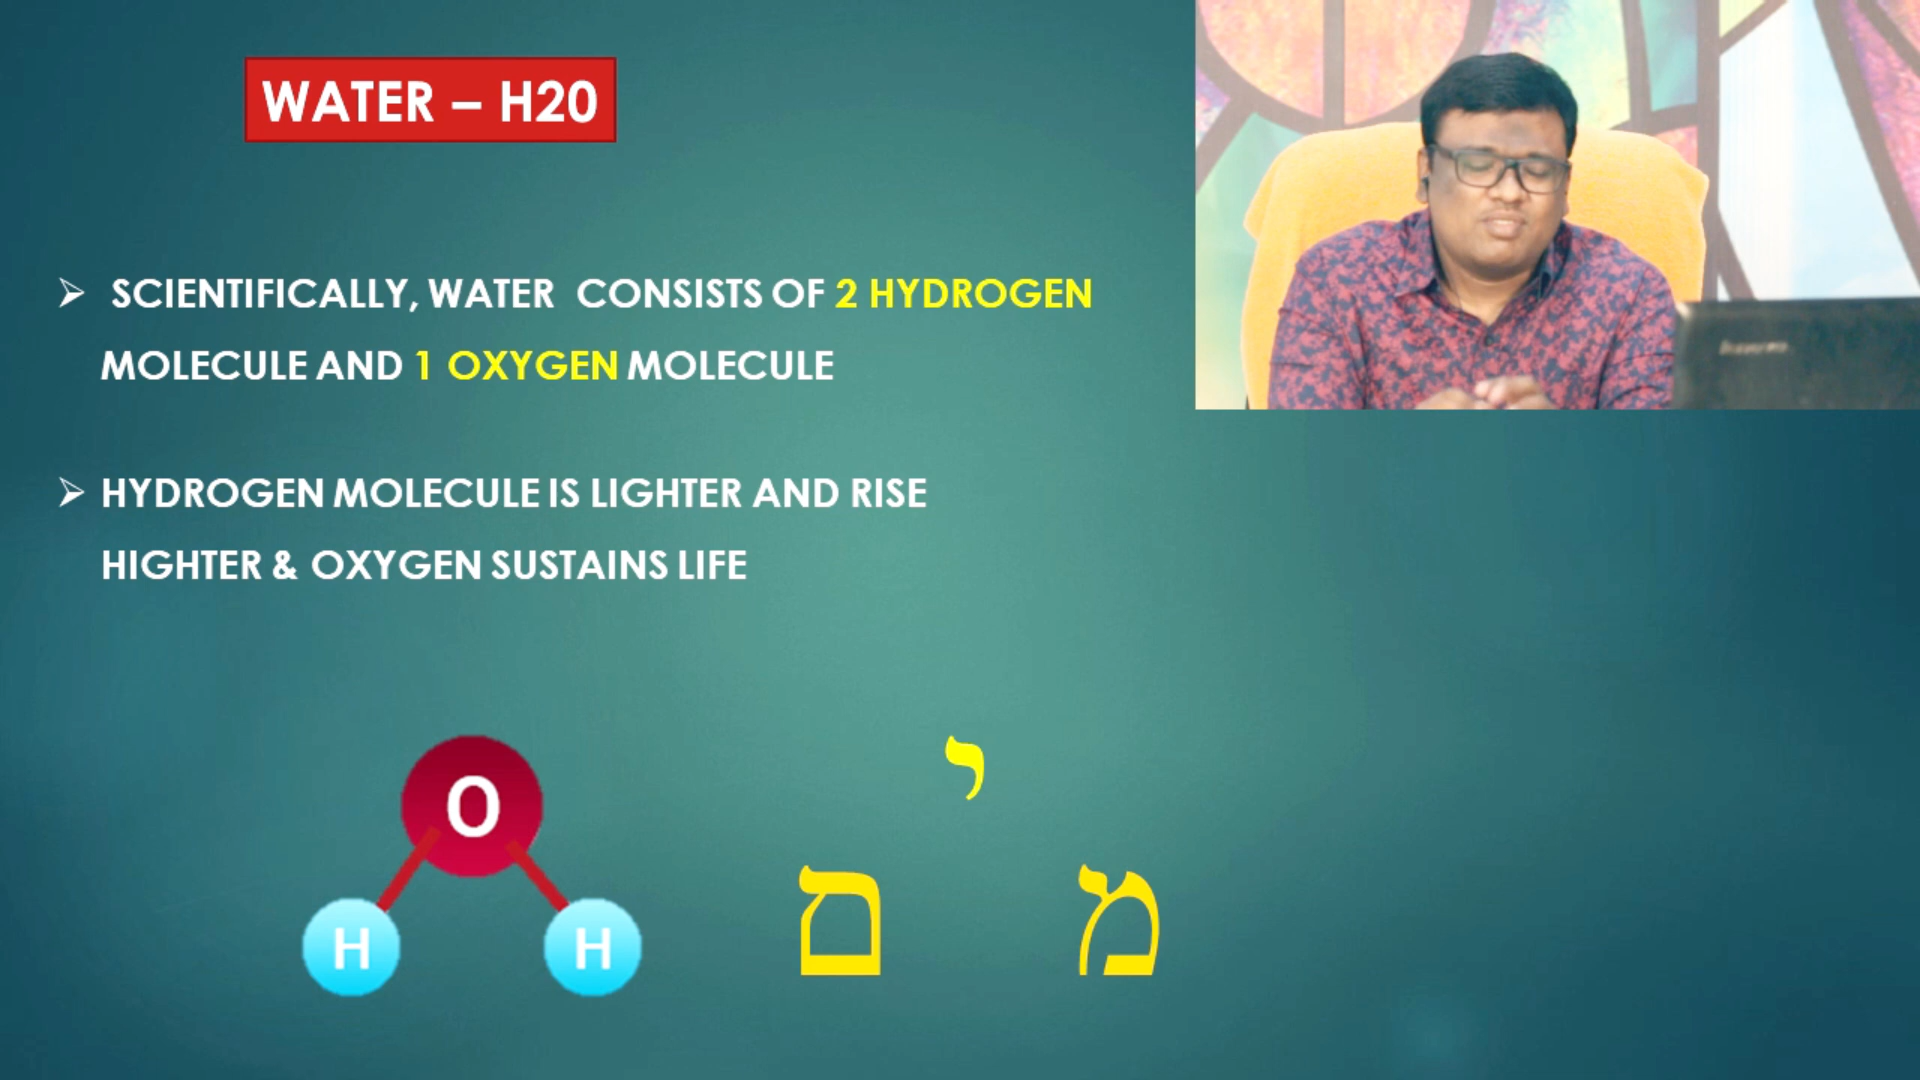 WATER – H20
➢ SCIENTIFICALLY, WATER CONSISTS OF 2 HYDROGEN
MOLECULE AND 1 OXYGEN MOLECULE
➢ HYDROGEN MOLECULE IS LIGHTER AND RISE
HIGHTER & OXYGEN SUSTAINS LIFE
O
H H
י
מ ם